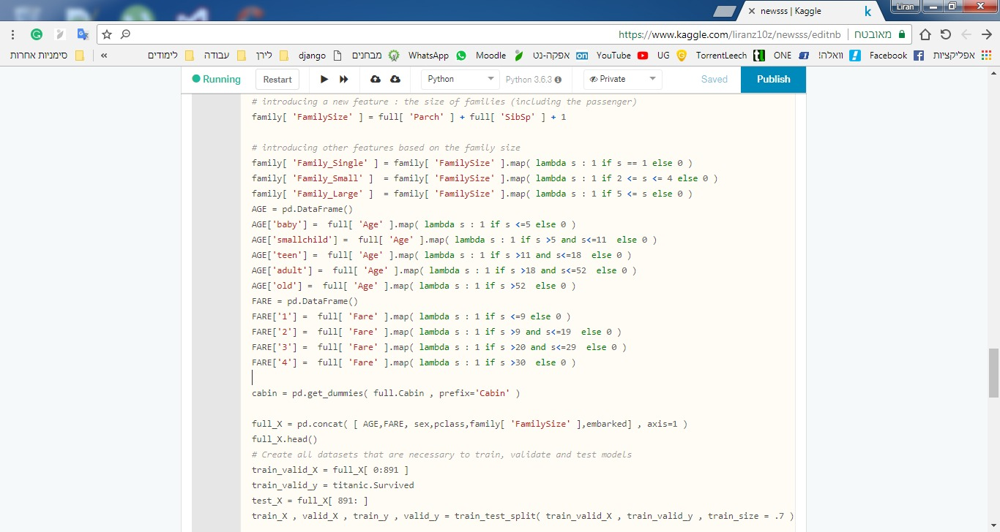 Liran
newsss | Kaggle
k
https://www.kaggle.com/liranz10z/newsss/editnb
מאובטח
אפליקציות
Facebook
וואלה!
ONE
TorrentLeech
UG
YouTube
אפקה-נט
Moodle
WhatsApp
מבחנים
django
לירן
עבודה
לימודים
«
סימניות אחרות
Running
Restart
Python
Python 3.6.3
Private
Saved
Publish
# introducing a new feature : the size of families (including the passenger)
family[ 'FamilySize' ] = full[ 'Parch' ] + full[ 'SibSp' ] + 1
# introducing other features based on the family size
family[ 'Family_Single' ] = family[ 'FamilySize' ].map( lambda s : 1 if s == 1 else 0 )
family[ 'Family_Small' ]  = family[ 'FamilySize' ].map( lambda s : 1 if 2 <= s <= 4 else 0 )
family[ 'Family_Large' ]  = family[ 'FamilySize' ].map( lambda s : 1 if 5 <= s else 0 )
AGE = pd.DataFrame()
AGE['baby'] =  full[ 'Age' ].map( lambda s : 1 if s <=5 else 0 )
AGE['smallchild'] =  full[ 'Age' ].map( lambda s : 1 if s >5 and s<=11  else 0 )
AGE['teen'] =  full[ 'Age' ].map( lambda s : 1 if s >11 and s<=18  else 0 )
AGE['adult'] =  full[ 'Age' ].map( lambda s : 1 if s >18 and s<=52  else 0 )
AGE['old'] =  full[ 'Age' ].map( lambda s : 1 if s >52  else 0 )
FARE = pd.DataFrame()
FARE['1'] =  full[ 'Fare' ].map( lambda s : 1 if s <=9 else 0 )
FARE['2'] =  full[ 'Fare' ].map( lambda s : 1 if s >9 and s<=19  else 0 )
FARE['3'] =  full[ 'Fare' ].map( lambda s : 1 if s >20 and s<=29  else 0 )
FARE['4'] =  full[ 'Fare' ].map( lambda s : 1 if s >30  else 0 )
cabin = pd.get_dummies( full.Cabin , prefix='Cabin' )
full_X = pd.concat( [ AGE,FARE, sex,pclass,family[ 'FamilySize' ],embarked] , axis=1 )
full_X.head()
# Create all datasets that are necessary to train, validate and test models
train_valid_X = full_X[ 0:891 ]
train_valid_y = titanic.Survived
test_X = full_X[ 891: ]
train_X , valid_X , train_y , valid_y = train_test_split( train_valid_X , train_valid_y , train_size = .7 )